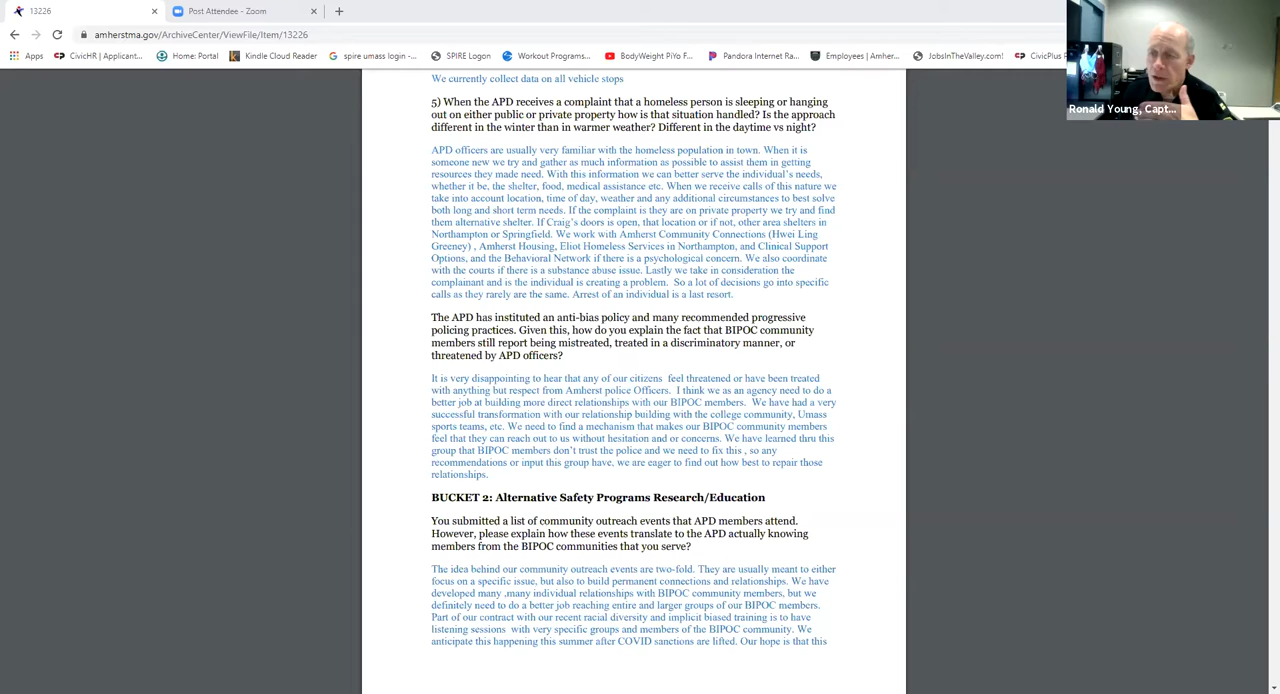 13226
Post Attendee - Zoom
amherstma.gov/ArchiveCenter/ViewFile/Item/13226
Apps
CivicHR | Applicant...
Home: Portal
Kindle Cloud Reader
spire umass login -...
SPIRE Logon
Workout Programs...
BodyWeight PiYo F...
Pandora Internet Ra...
Employees | Amher...
JobsInTheValley.com!
CivicPlus
Ronald Young, Capt...
We currently collect data on all vehicle stops
5) When the APD receives a complaint that a homeless person is sleeping or hanging
out on either public or private property how is that situation handled? Is the approach
different in the winter than in warmer weather? Different in the daytime vs night?
APD officers are usually very familiar with the homeless population in town. When it is
someone new we try and gather as much information as possible to assist them in getting
resources they made need. With this information we can better serve the individual's needs,
whether it be, the shelter, food, medical assistance etc. When we receive calls of this nature we
take into account location, time of day, weather and any additional circumstances to best solve
both long and short term needs. If the complaint is they are on private property we try and find
them alternative shelter. If Craig's doors is open, that location or if not, other area shelters in
Northampton or Springfield. We work with Amherst Community Connections (Hwei Ling
Greeney) , Amherst Housing, Eliot Homeless Services in Northampton, and Clinical Support
Options, and the Behavioral Network if there is a psychological concern. We also coordinate
with the courts if there is a substance abuse issue. Lastly we take in consideration the
complainant and is the individual is creating a problem.  So a lot of decisions go into specific
calls as they rarely are the same. Arrest of an individual is a last resort.
The APD has instituted an anti-bias policy and many recommended progressive
policing practices. Given this, how do you explain the fact that BIPOC community
members still report being mistreated, treated in a discriminatory manner, or
threatened by APD officers?
It is very disappointing to hear that any of our citizens  feel threatened or have been treated
with anything but respect from Amherst police Officers.  I think we as an agency need to do a
better job at building more direct relationships with our BIPOC members.  We have had a very
successful transformation with our relationship building with the college community, Umass
sports teams, etc. We need to find a mechanism that makes our BIPOC community members
feel that they can reach out to us without hesitation and or concerns. We have learned thru this
group that BIPOC members don't trust the police and we need to fix this , so any
recommendations or input this group have, we are eager to find out how best to repair those
relationships.
BUCKET 2: Alternative Safety Programs Research/Education
You submitted a list of community outreach events that APD members attend.
However, please explain how these events translate to the APD actually knowing
members from the BIPOC communities that you serve?
The idea behind our community outreach events are two-fold. They are usually meant to either
focus on a specific issue, but also to build permanent connections and relationships. We have
developed many ,many individual relationships with BIPOC community members, but we
definitely need to do a better job reaching entire and larger groups of our BIPOC members.
Part of our contract with our recent racial diversity and implicit biased training is to have
listening sessions  with very specific groups and members of the BIPOC community. We
anticipate this happening this summer after COVID sanctions are lifted. Our hope is that this